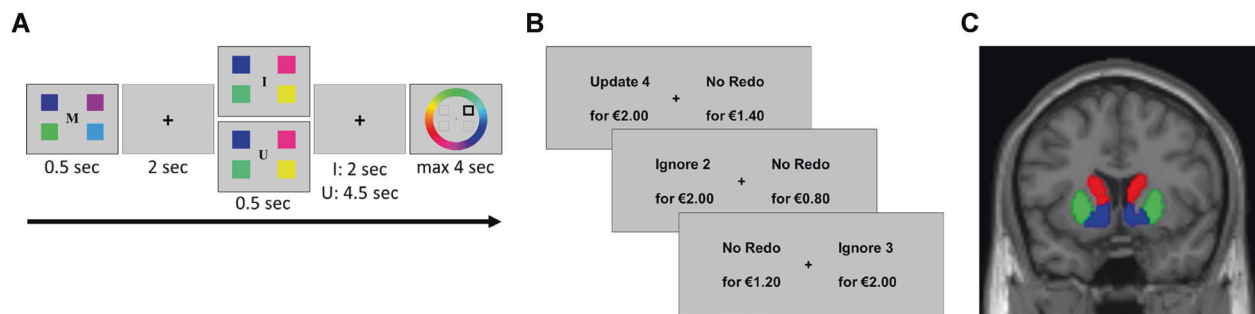 A
B
C
M
+
I
U
+
0.5 sec
2 sec
0.5 sec
I: 2 sec
U: 4.5 sec
max 4 sec
Update 4
for €2.00
+
No Redo
for €1.40
Ignore 2
for €2.00
+
No Redo
for €0.80
No Redo
for €1.20
+
Ignore 3
for €2.00